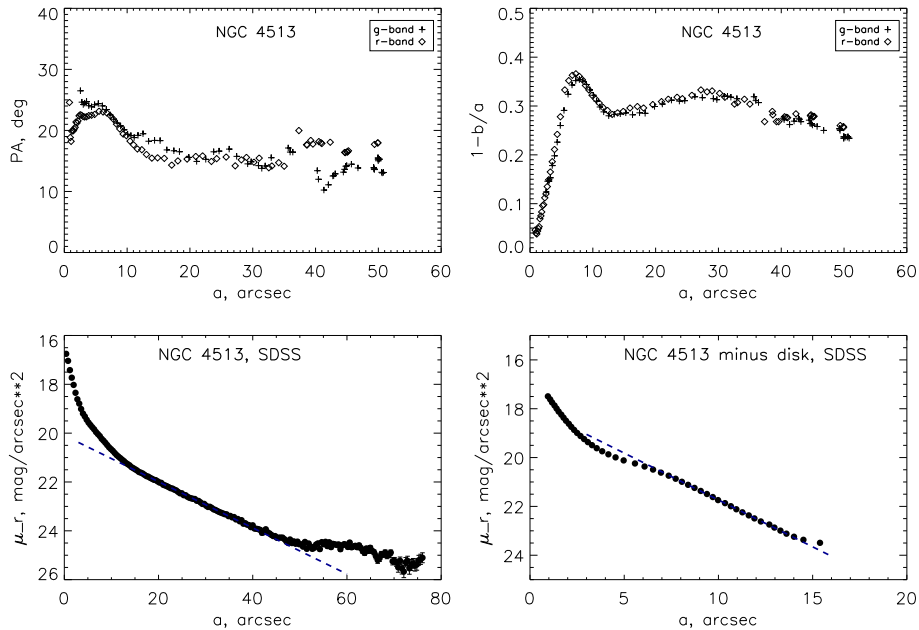 NGC 4513
g-band +
r-band ◇
PA, deg
40
30
20
10
0
0 10 20 30 40 50 60
a, arcsec
NGC 4513
g-band +
r-band ◇
1-b/a
0.5
0.4
0.3
0.2
0.1
0.0
0 10 20 30 40 50 60
a, arcsec
NGC 4513, SDSS
μ_r, mag/arcsec**2
16
18
20
22
24
26
0 20 40 60 80
a, arcsec
NGC 4513 minus disk, SDSS
μ_r, mag/arcsec**2
16
18
20
22
24
0 5 10 15 20
a, arcsec